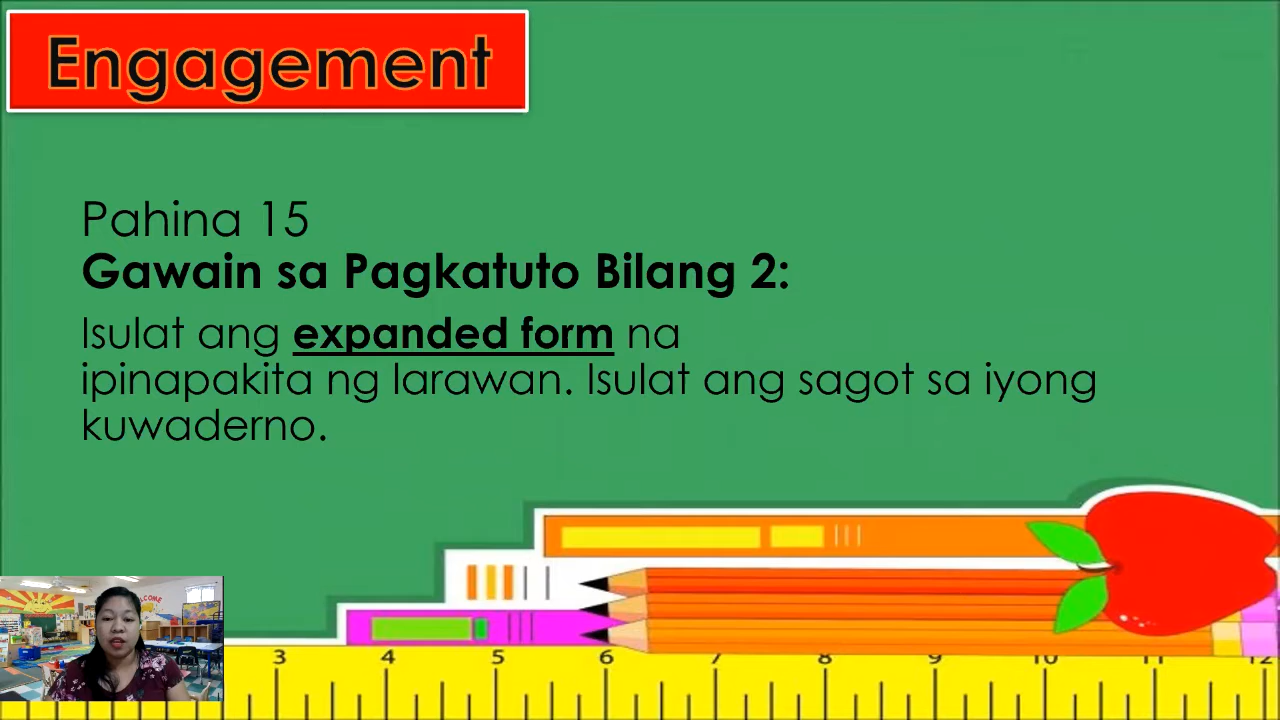 Engagement
Pahina 15
Gawain sa Pagkatuto Bilang 2:
Isulat ang expanded form na
ipinapakita ng larawan. Isulat ang sagot sa iyong
kuwaderno.
WELCOME
3 4 5 6 7 8 9 10 11 12